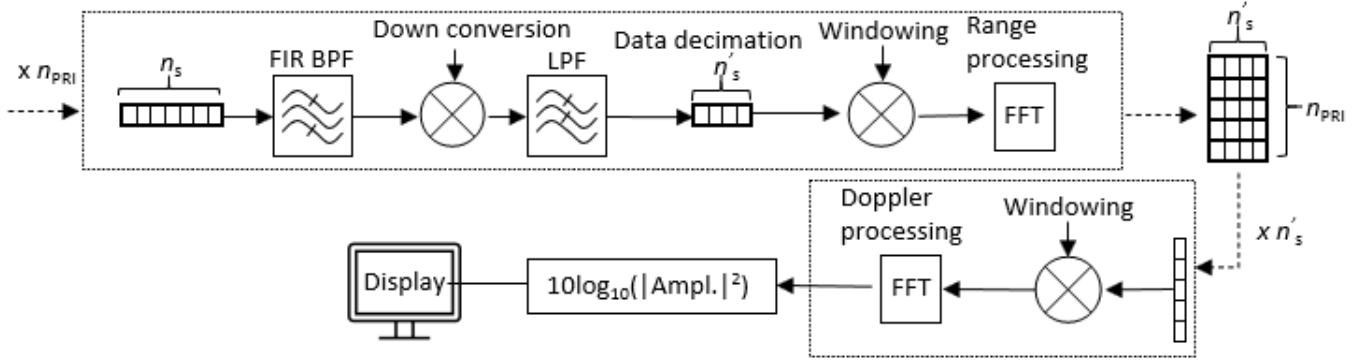 x n_PRI
n_s
FIR BPF
Down conversion
LPF
Data decimation
n'_s
Windowing
Range
processing
FFT
n'_s
n_PRI
Doppler
processing
Windowing
x n'_s
Display
10log₁₀(|Ampl.|²)
FFT